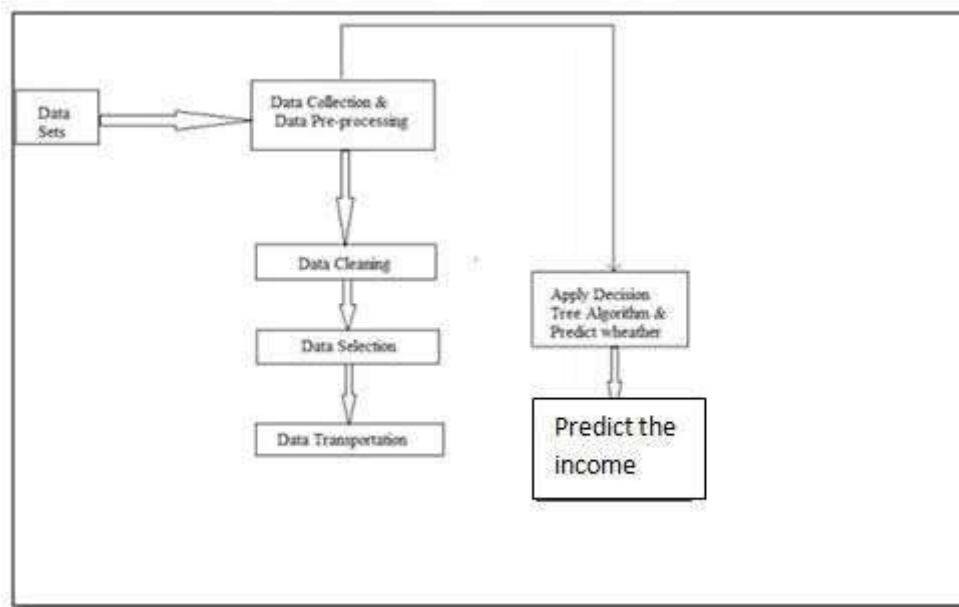 Data
Sets
Data Collection &
Data Pre-processing
Data Cleaning
Data Selection
Data Transportation
Apply Decision
Tree Algorithm &
Predict wheather
Predict the
income